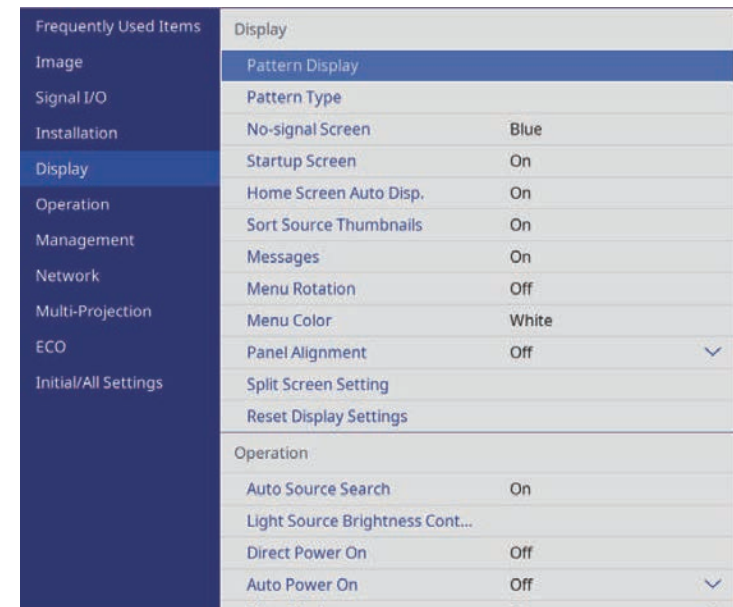 Frequently Used Items
Image
Signal I/O
Installation
Display
Operation
Management
Network
Multi-Projection
ECO
Initial/All Settings
Display
Pattern Display
Pattern Type
No-signal Screen Blue
Startup Screen On
Home Screen Auto Disp. On
Sort Source Thumbnails On
Messages On
Menu Rotation Off
Menu Color White
Panel Alignment Off
Split Screen Setting
Reset Display Settings
Operation
Auto Source Search On
Light Source Brightness Cont...
Direct Power On Off
Auto Power On Off